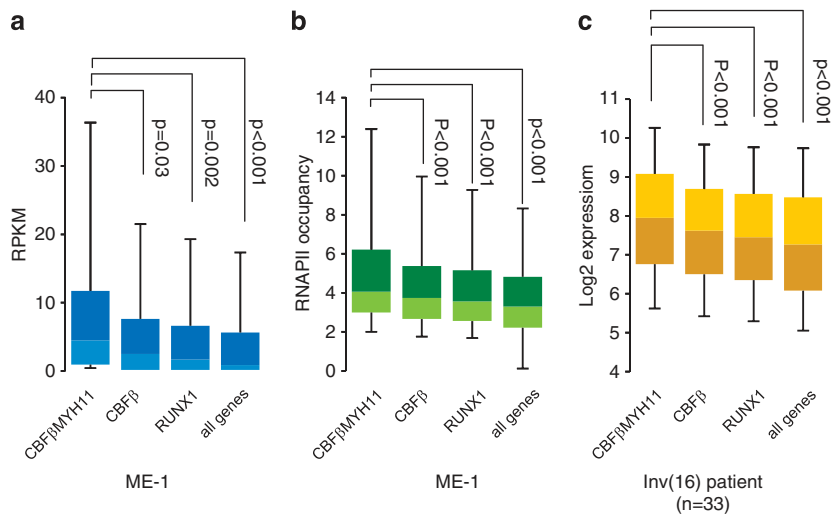 a
RPKM
40
30
20
10
0
p=0.03
p=0.002
p<0.001
CBFβMYH11
CBFβ
RUNX1
all genes
ME-1
b
RNAPII occupancy
14
12
10
8
6
4
2
0
P<0.001
P<0.001
p<0.001
CBFβMYH11
CBFβ
RUNX1
all genes
ME-1
c
Log2 expressiom
11
10
9
8
7
6
5
4
P<0.001
P<0.001
p<0.001
CBFβMYH11
CBFβ
RUNX1
all genes
Inv(16) patient
(n=33)